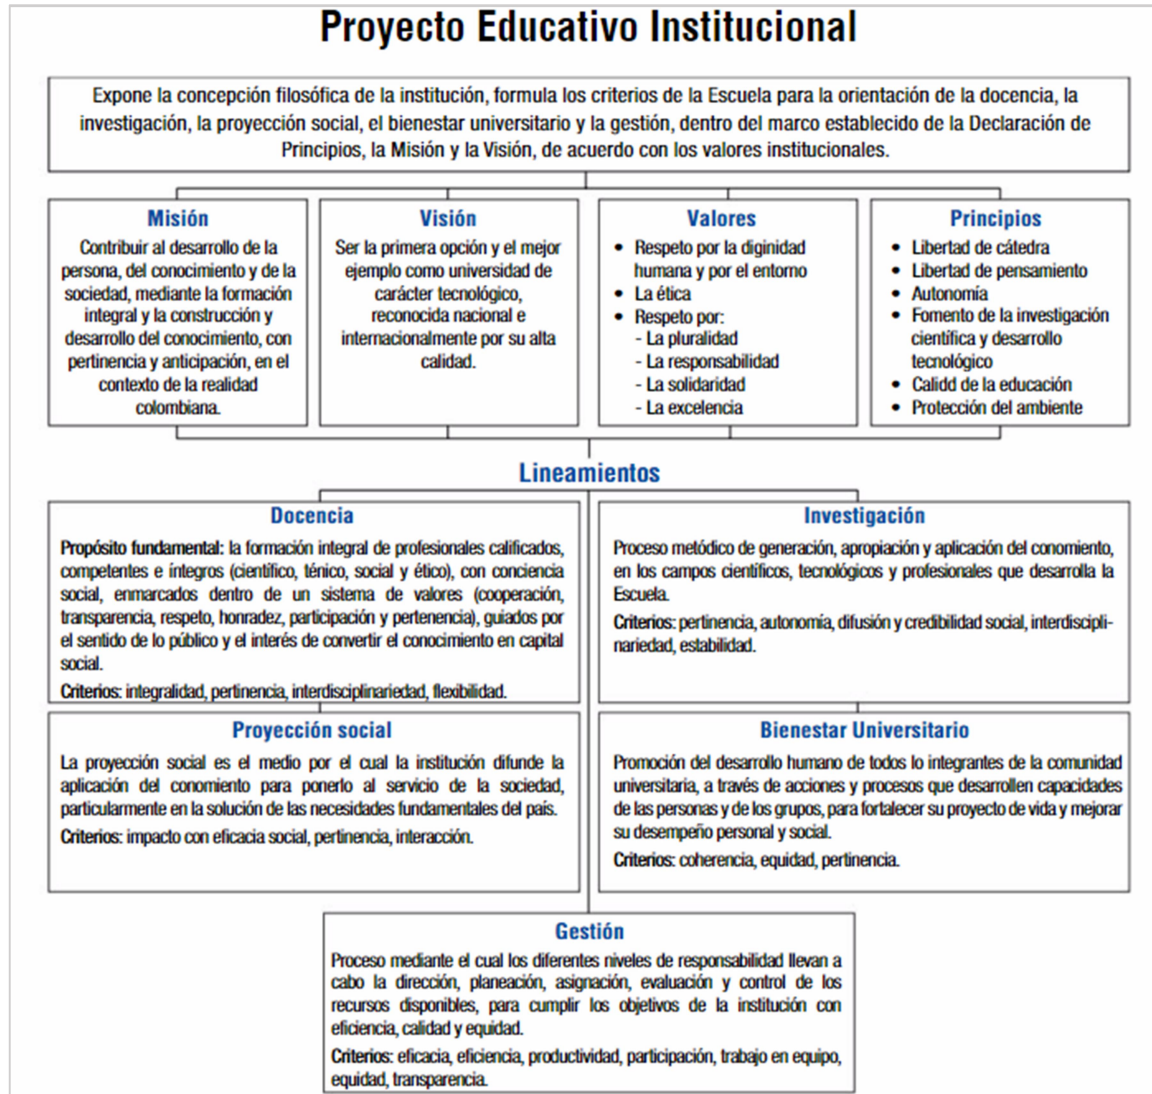 Proyecto Educativo Institucional
Expone la concepción filosófica de la institución, formula los criterios de la Escuela para la orientación de la docencia, la
investigación, la proyección social, el bienestar universitario y la gestión, dentro del marco establecido de la Declaración de
Principios, la Misión y la Visión, de acuerdo con los valores institucionales.
Misión
Contribuir al desarrollo de la
persona, del conocimiento y de la
sociedad, mediante la formación
integral y la construcción y
desarrollo del conocimiento, con
pertinencia y anticipación, en el
contexto de la realidad
colombiana.
Visión
Ser la primera opción y el mejor
ejemplo como universidad de
carácter tecnológico,
reconocida nacional e
internacionalmente por su alta
calidad.
Valores
• Respeto por la diginidad
humana y por el entorno
• La ética
• Respeto por:
- La pluralidad
- La responsabilidad
- La solidaridad
- La excelencia
Principios
• Libertad de cátedra
• Libertad de pensamiento
• Autonomía
• Fomento de la investigación
científica y desarrollo
tecnológico
• Calidd de la educación
• Protección del ambiente
Lineamientos
Docencia
Propósito fundamental: la formación integral de profesionales calificados,
competentes e íntegros (científico, ténico, social y ético), con conciencia
social, enmarcados dentro de un sistema de valores (cooperación,
transparencia, respeto, honradez, participación y pertenencia), guiados por
el sentido de lo público y el interés de convertir el conocimiento en capital
social.
Criterios: integralidad, pertinencia, interdisciplinariedad, flexibilidad.
Investigación
Proceso metódico de generación, apropiación y aplicación del conomiento,
en los campos científicos, tecnológicos y profesionales que desarrolla la
Escuela.
Criterios: pertinencia, autonomía, difusión y credibilidad social, interdiscipli-
nariedad, estabilidad.
Proyección social
La proyección social es el medio por el cual la institución difunde la
aplicación del conomiento para ponerlo al servicio de la sociedad,
particularmente en la solución de las necesidades fundamentales del país.
Criterios: impacto con eficacia social, pertinencia, interacción.
Bienestar Universitario
Promoción del desarrollo humano de todos lo integrantes de la comunidad
universitaria, a través de acciones y procesos que desarrollen capacidades
de las personas y de los grupos, para fortalecer su proyecto de vida y mejorar
su desempeño personal y social.
Criterios: coherencia, equidad, pertinencia.
Gestión
Proceso mediante el cual los diferentes niveles de responsabilidad llevan a
cabo la dirección, planeación, asignación, evaluación y control de los
recursos disponibles, para cumplir los objetivos de la institución con
eficiencia, calidad y equidad.
Criterios: eficacia, eficiencia, productividad, participación, trabajo en equipo,
equidad, transparencia.